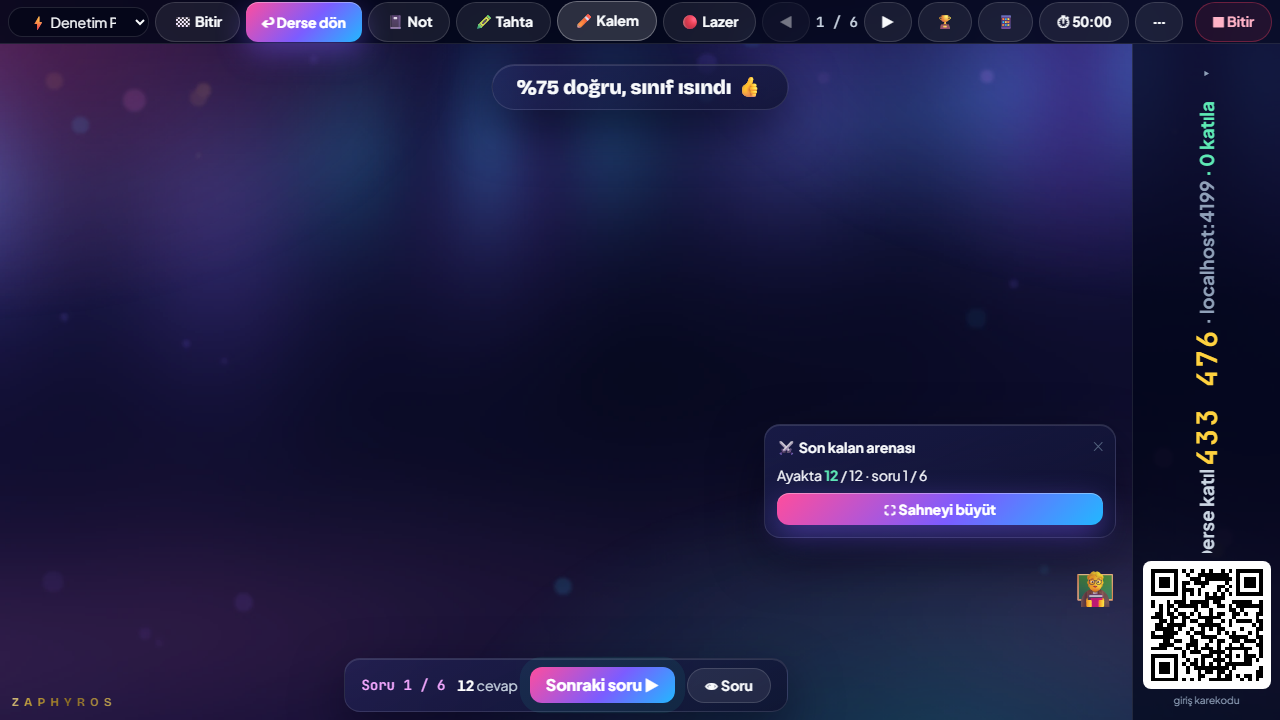 Denetim F
Bitir
Derse dön
Not
Tahta
Kalem
Lazer
1 / 6
50:00
---
Bitir
%75 doğru, sınıf ısındı 👍
Son kalan arenası
Ayakta 12 / 12 · soru 1 / 6
Sahneyi büyüt
Soru 1 / 6 12 cevap
Sonraki soru ▶
Soru
ZAPHYROS
Derse katıl 433 476 · localhost:4199 · 0 katıla
giriş karekodu